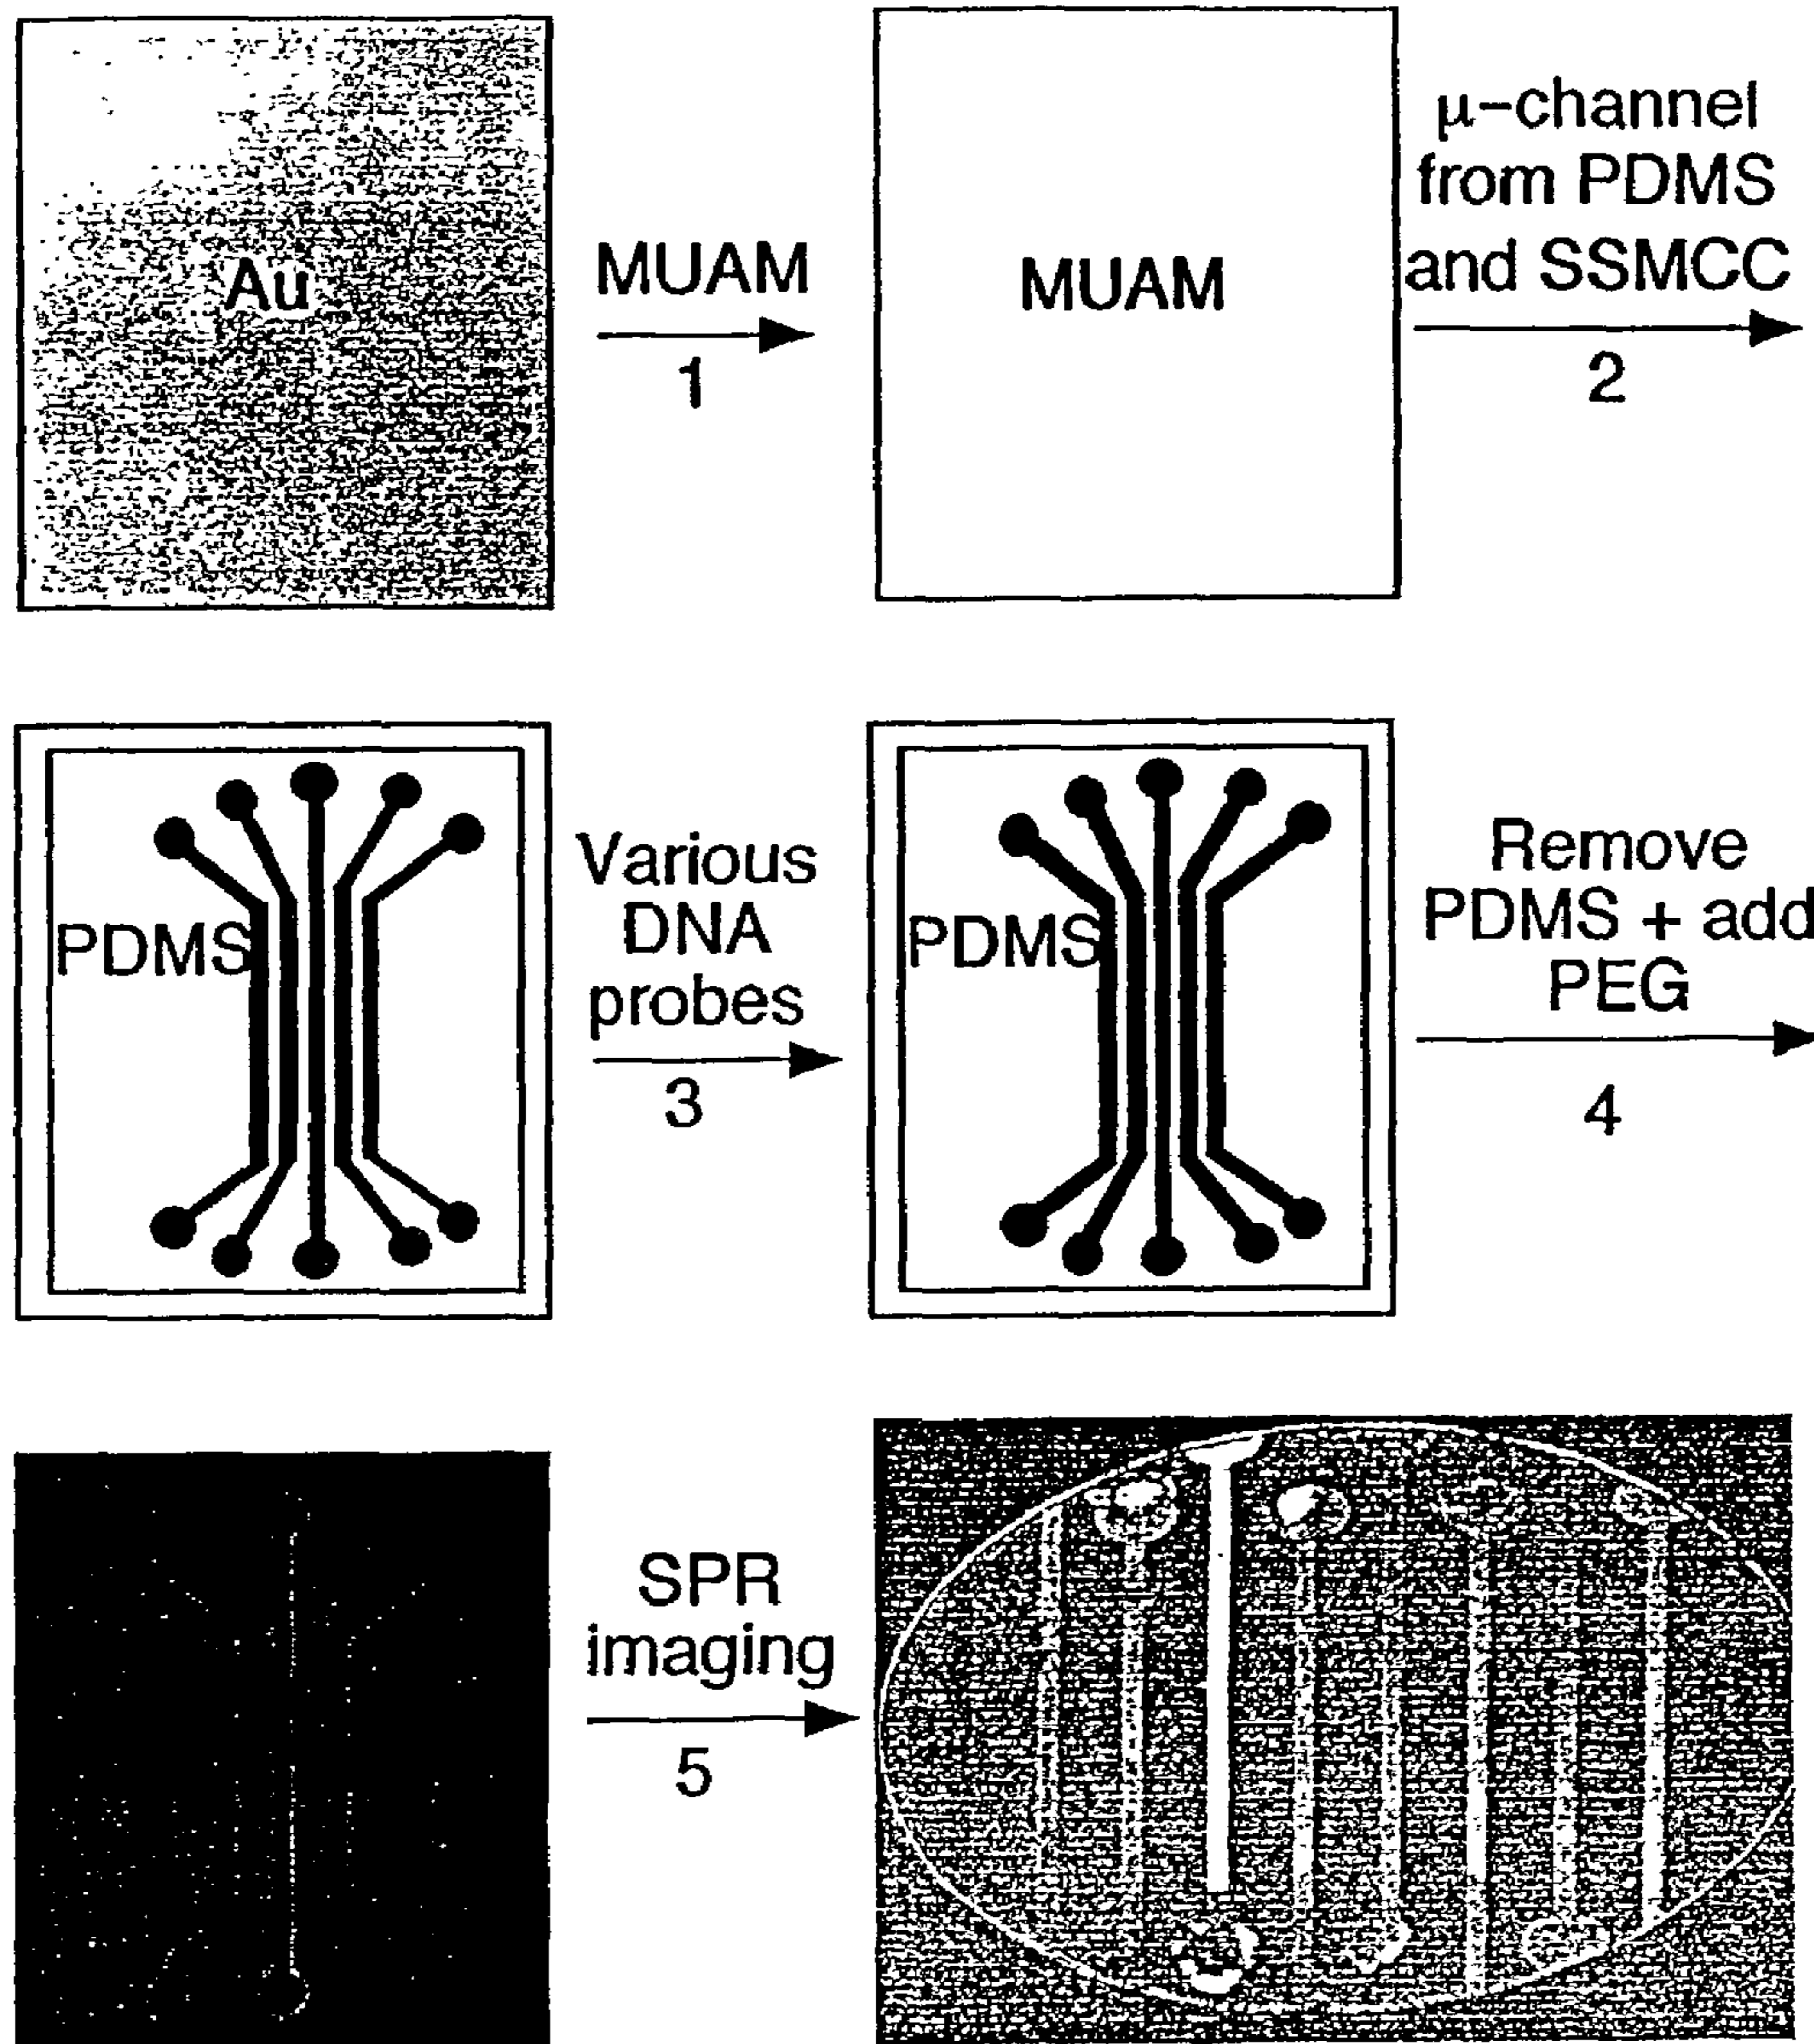 Au
MUAM
1
MUAM
μ-channel
from PDMS
and SSMCC
2
PDMS
Various
DNA
probes
3
PDMS
Remove
PDMS + add
PEG
4
SPR
imaging
5